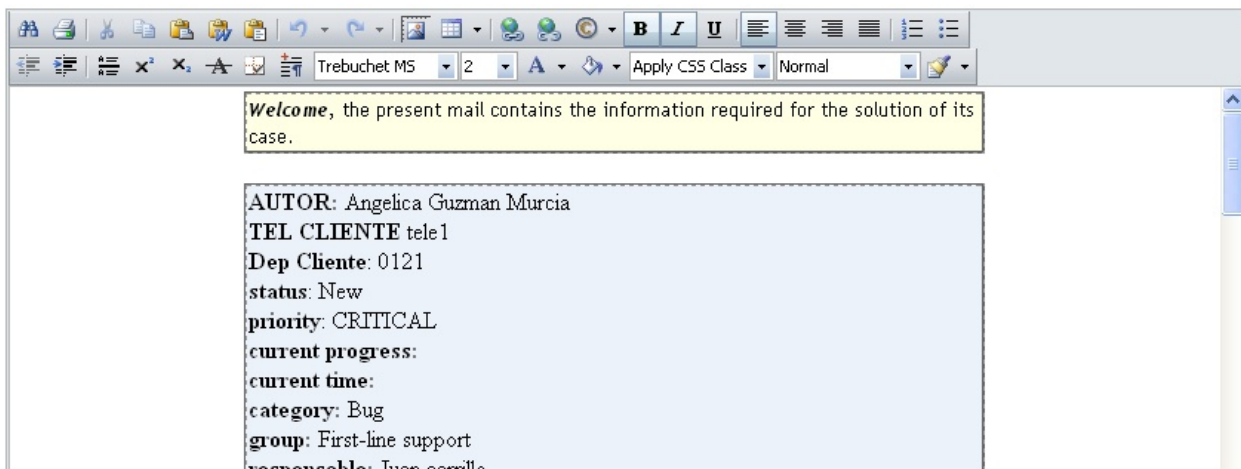 B I U
Trebuchet MS 2 A Apply CSS Class Normal
Welcome, the present mail contains the information required for the solution of its
case.
AUTOR: Angelica Guzman Murcia
TEL CLIENTE tele1
Dep Cliente: 0121
status: New
priority: CRITICAL
current progress:
current time:
category: Bug
group: First-line support